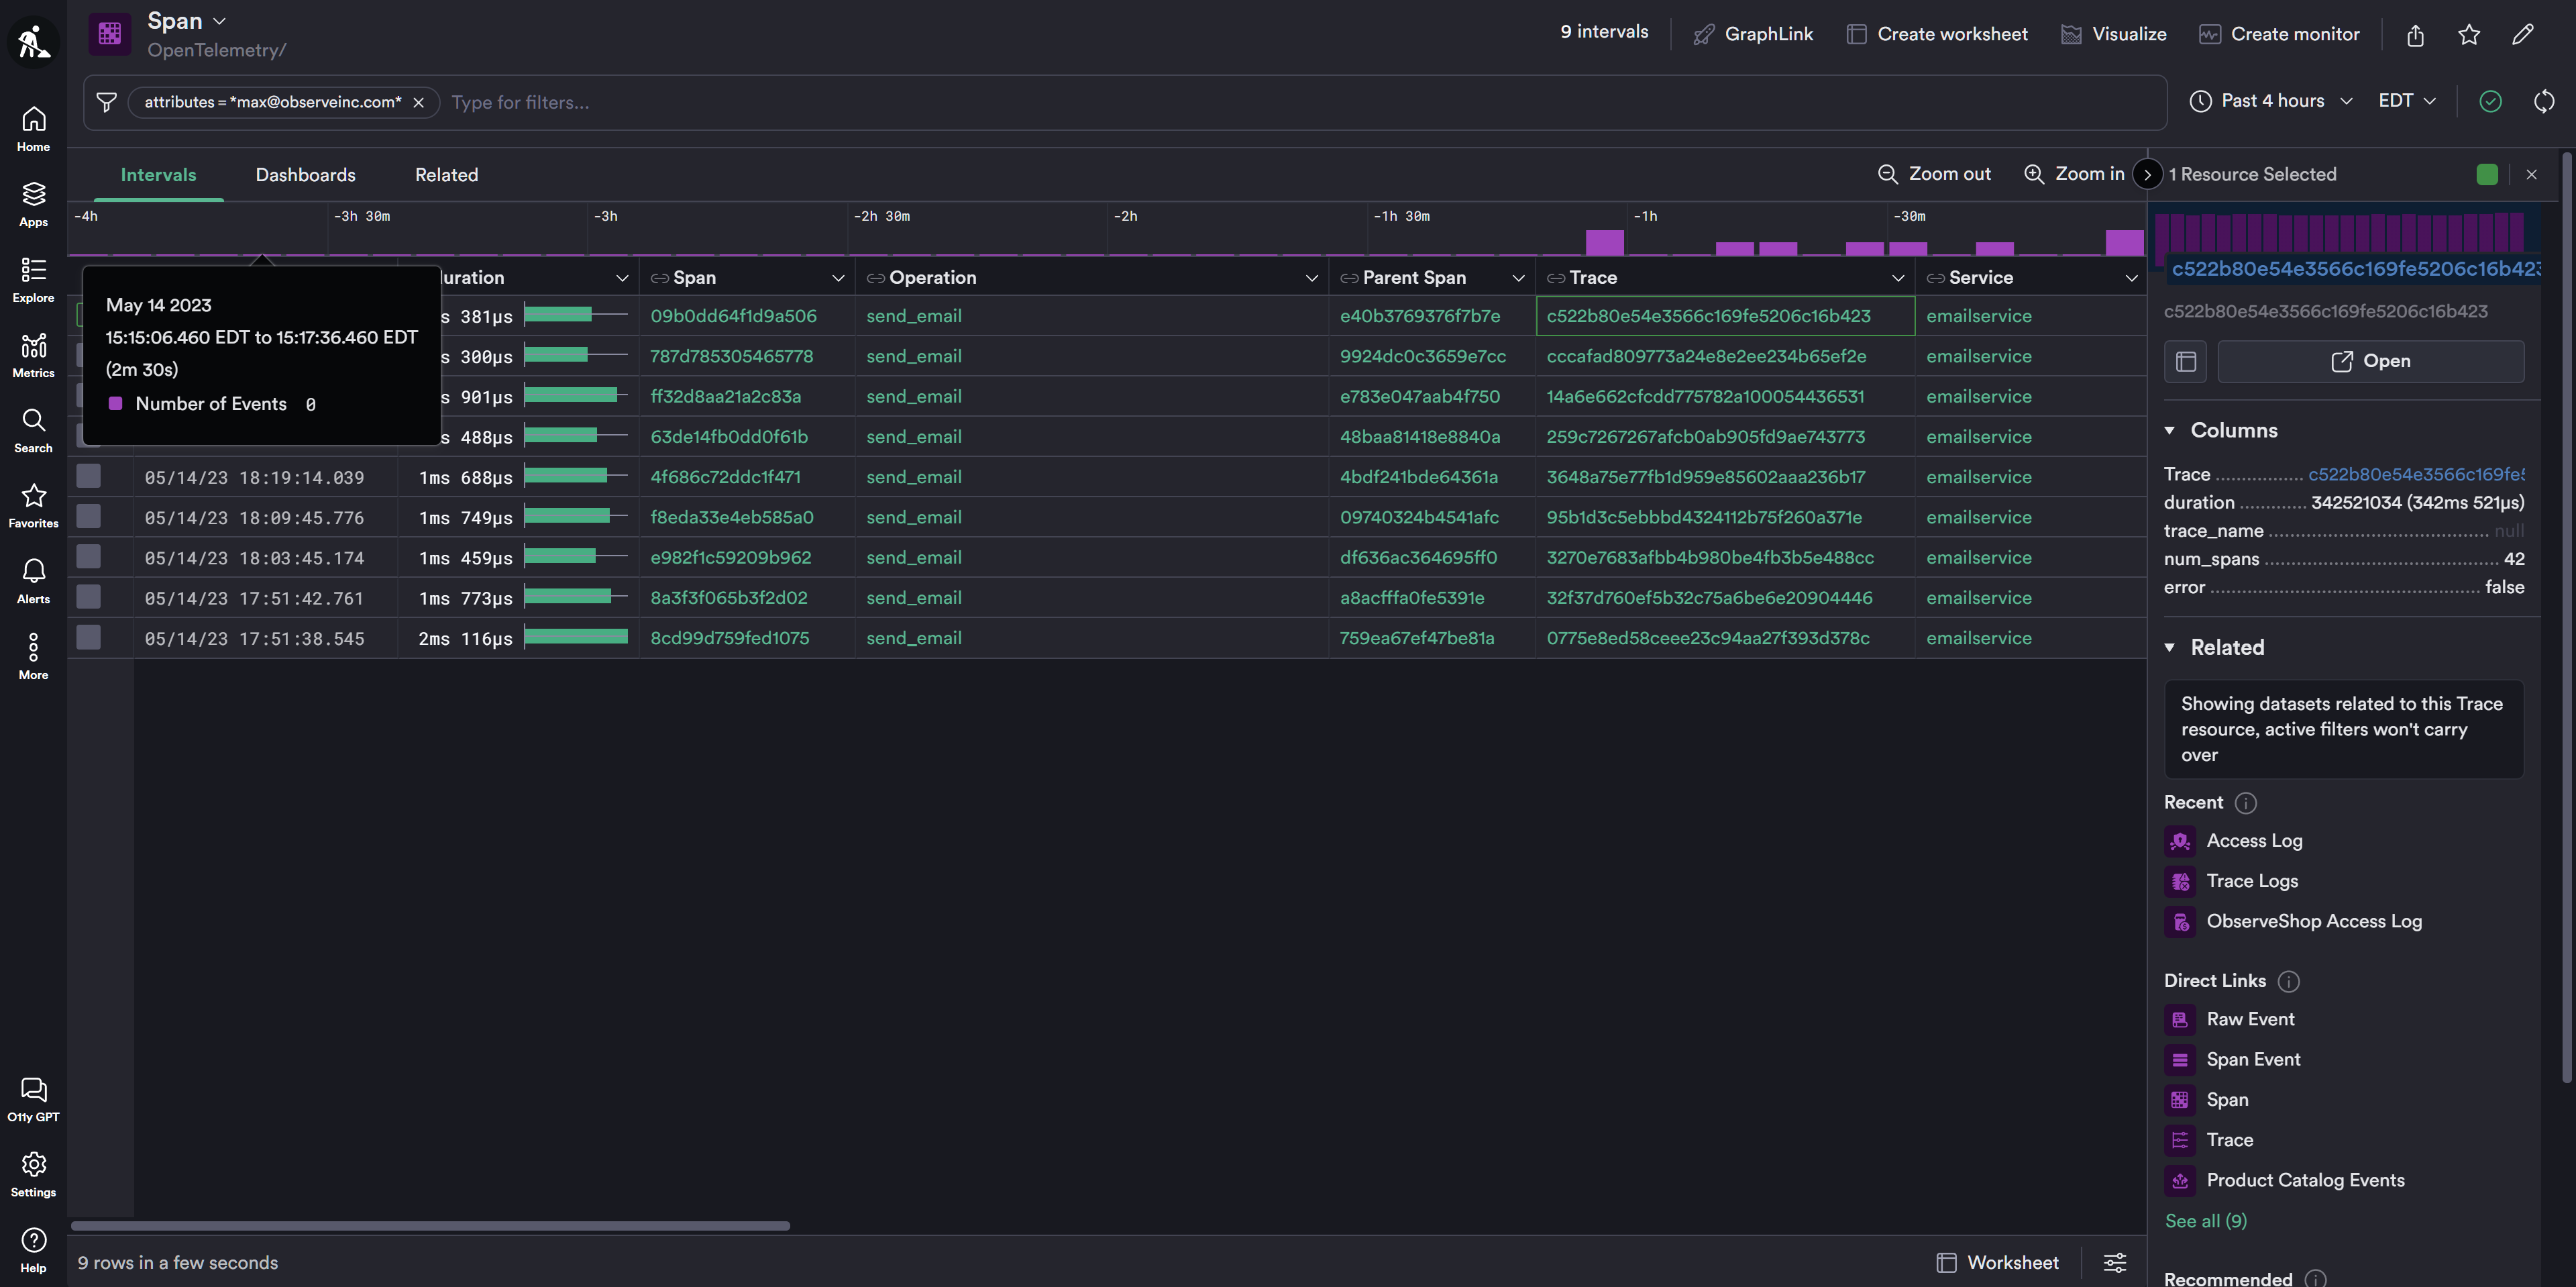 Span
OpenTelemetry/
9 intervals
GraphLink
Create worksheet
Visualize
Create monitor
attributes = *max@observeinc.com*
Type for filters...
Past 4 hours
EDT
Home
Apps
Explore
Metrics
Search
Favorites
Alerts
More
O11y GPT
Settings
Help
Intervals
Dashboards
Related
Zoom out
Zoom in
-4h
-3h 30m
-3h
-2h 30m
-2h
-1h 30m
-1h
-30m
May 14 2023
15:15:06.460 EDT to 15:17:36.460 EDT
(2m 30s)
Number of Events 0
uration Span Operation Parent Span Trace Service
s 381µs 09b0dd64f1d9a506 send_email e40b3769376f7b7e c522b80e54e3566c169fe5206c16b423 emailservice
s 300µs 787d785305465778 send_email 9924dc0c3659e7cc cccafad809773a24e8e2ee234b65ef2e emailservice
s 901µs ff32d8aa21a2c83a send_email e783e047aab4f750 14a6e662cfcdd775782a100054436531 emailservice
s 488µs 63de14fb0dd0f61b send_email 48baa81418e8840a 259c7267267afcb0ab905fd9ae743773 emailservice
05/14/23 18:19:14.039 1ms 688µs 4f686c72ddc1f471 send_email 4bdf241bde64361a 3648a75e77fb1d959e85602aaa236b17 emailservice
05/14/23 18:09:45.776 1ms 749µs f8eda33e4eb585a0 send_email 09740324b4541afc 95b1d3c5ebbbd4324112b75f260a371e emailservice
05/14/23 18:03:45.174 1ms 459µs e982f1c59209b962 send_email df636ac364695ff0 3270e7683afbb4b980be4fb3b5e488cc emailservice
05/14/23 17:51:42.761 1ms 773µs 8a3f3f065b3f2d02 send_email a8acfffa0fe5391e 32f37d760ef5b32c75a6be6e20904446 emailservice
05/14/23 17:51:38.545 2ms 116µs 8cd99d759fed1075 send_email 759ea67ef47be81a 0775e8ed58ceee23c94aa27f393d378c emailservice
9 rows in a few seconds
Worksheet
1 Resource Selected
c522b80e54e3566c169fe5206c16b423
c522b80e54e3566c169fe5206c16b423
Open
Columns
Trace ................ c522b80e54e3566c169fe5
duration ............ 342521034 (342ms 521µs)
trace_name ..................................... null
num_spans ....................................... 42
error .............................................. false
Related
Showing datasets related to this Trace
resource, active filters won't carry
over
Recent
Access Log
Trace Logs
ObserveShop Access Log
Direct Links
Raw Event
Span Event
Span
Trace
Product Catalog Events
See all (9)
Recommended